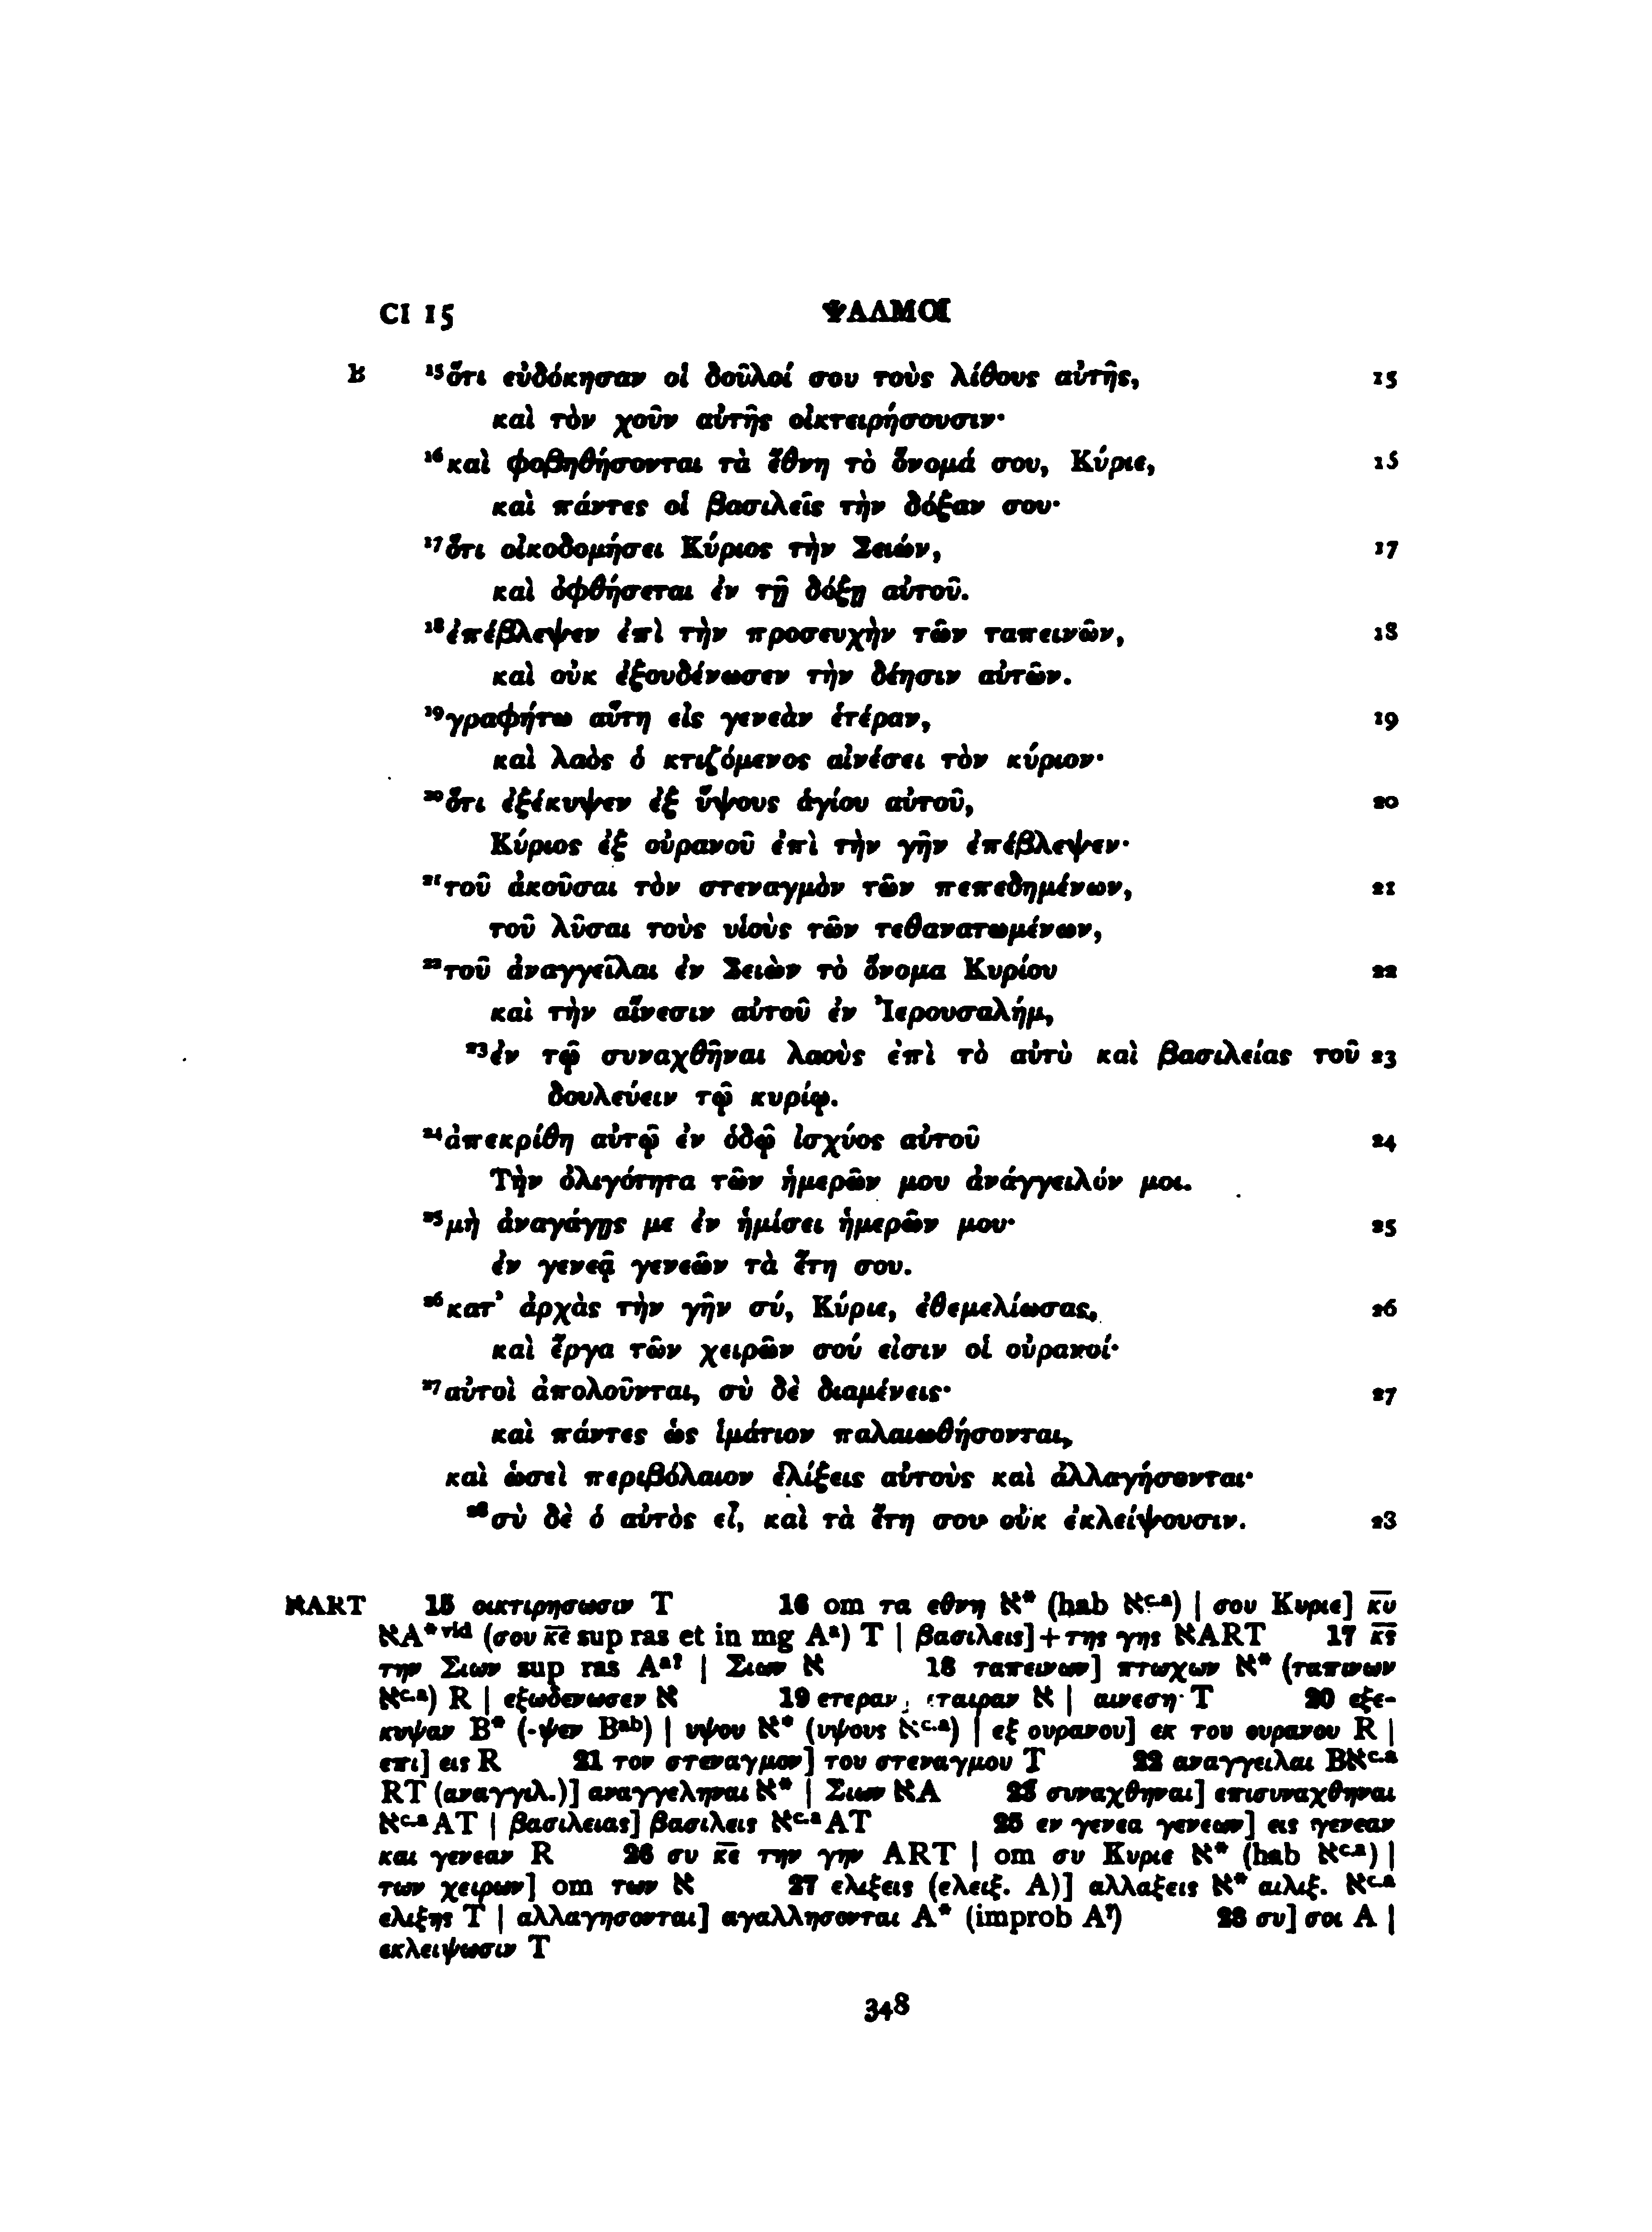 CI 15 ΨΑΛΜΟΙ
B ¹⁵ὅτι εὐδόκησαν οἱ δοῦλοί σου τοὺς λίθους αὐτῆς, 15
καὶ τὸν χοῦν αὐτῆς οἰκτειρήσουσιν·
¹⁶καὶ φοβηθήσονται τὰ ἔθνη τὸ ὄνομά σου, Κύριε, 16
καὶ πάντες οἱ βασιλεῖς τὴν δόξαν σου·
¹⁷ὅτι οἰκοδομήσει Κύριος τὴν Σειών, 17
καὶ ὀφθήσεται ἐν τῇ δόξῃ αὐτοῦ.
¹⁸ἐπέβλεψεν ἐπὶ τὴν προσευχὴν τῶν ταπεινῶν, 18
καὶ οὐκ ἐξουδένωσεν τὴν δέησιν αὐτῶν.
¹⁹γραφήτω αὕτη εἰς γενεὰν ἑτέραν, 19
καὶ λαὸς ὁ κτιζόμενος αἰνέσει τὸν κύριον·
²⁰ὅτι ἐξέκυψεν ἐξ ὕψους ἁγίου αὐτοῦ, 20
Κύριος ἐξ οὐρανοῦ ἐπὶ τὴν γῆν ἐπέβλεψεν·
²¹τοῦ ἀκοῦσαι τὸν στεναγμὸν τῶν πεπεδημένων, 21
τοῦ λῦσαι τοὺς υἱοὺς τῶν τεθανατωμένων,
²²τοῦ ἀναγγεῖλαι ἐν Σειὼν τὸ ὄνομα Κυρίου 22
καὶ τὴν αἴνεσιν αὐτοῦ ἐν Ἰερουσαλήμ,
²³ἐν τῷ συναχθῆναι λαοὺς ἐπὶ τὸ αὐτὸ καὶ βασιλείας τοῦ 23
δουλεύειν τῷ κυρίῳ.
²⁴ἀπεκρίθη αὐτῷ ἐν ὁδῷ ἰσχύος αὐτοῦ 24
Τὴν ὀλιγότητα τῶν ἡμερῶν μου ἀνάγγειλόν μοι.
²⁵μὴ ἀναγάγῃς με ἐν ἡμίσει ἡμερῶν μου· 25
ἐν γενεᾷ γενεῶν τὰ ἔτη σου.
²⁶κατ᾽ ἀρχὰς τὴν γῆν σύ, Κύριε, ἐθεμελίωσας, 26
καὶ ἔργα τῶν χειρῶν σού εἰσιν οἱ οὐρανοί·
²⁷αὐτοὶ ἀπολοῦνται, σὺ δὲ διαμένεις· 27
καὶ πάντες ὡς ἱμάτιον παλαιωθήσονται,
καὶ ὡσεὶ περιβόλαιον ἑλίξεις αὐτοὺς καὶ ἀλλαγήσονται·
²⁸σὺ δὲ ὁ αὐτὸς εἶ, καὶ τὰ ἔτη σου οὐκ ἐκλείψουσιν. 28
ℵART 15 οικτιρησωσιν T 16 om τα εθνη ℵ* (hab ℵc.a) | σου Κυριε] κ̅υ̅
ℵA*vid (σου κ̅ε̅ sup ras et in mg Aa) T | βασιλεις]+της γης ℵART 17 κ̅ς̅
την Σιων sup ras Aa? | Σιων ℵ 18 ταπεινων] πτωχων ℵ* (ταπινων
ℵc.a) R | εξωδενωσεν ℵ 19 ετεραν] εταιραν ℵ | αινεση T 20 εξε-
κυψαν B* (-ψεν Bab) | υψου ℵ* (υψους ℵc.a) | εξ ουρανου] εκ του ουρανου R |
επι] εις R 21 τον στεναγμον] του στεναγμου T 22 αναγγειλαι Bℵc.a
RT (αναγγιλ.)] αναγγεληναι ℵ* | Σιων ℵA 23 συναχθηναι] επισυναχθηναι
ℵc.aAT | βασιλειας] βασιλεις ℵc.aAT 25 εν γενεα γενεων] εις γενεαν
και γενεαν R 26 συ κ̅ε̅ την γην ART | om συ Κυριε ℵ* (hab ℵc.a) |
των χειρων] om των ℵ 27 ελιξεις (ελειξ. A)] αλλαξεις ℵ* αιλιξ. ℵc.a
ελιξης T | αλλαγησονται] αγαλλησονται A* (improb A?) 28 συ] σοι A |
εκλειψωσιν T
348